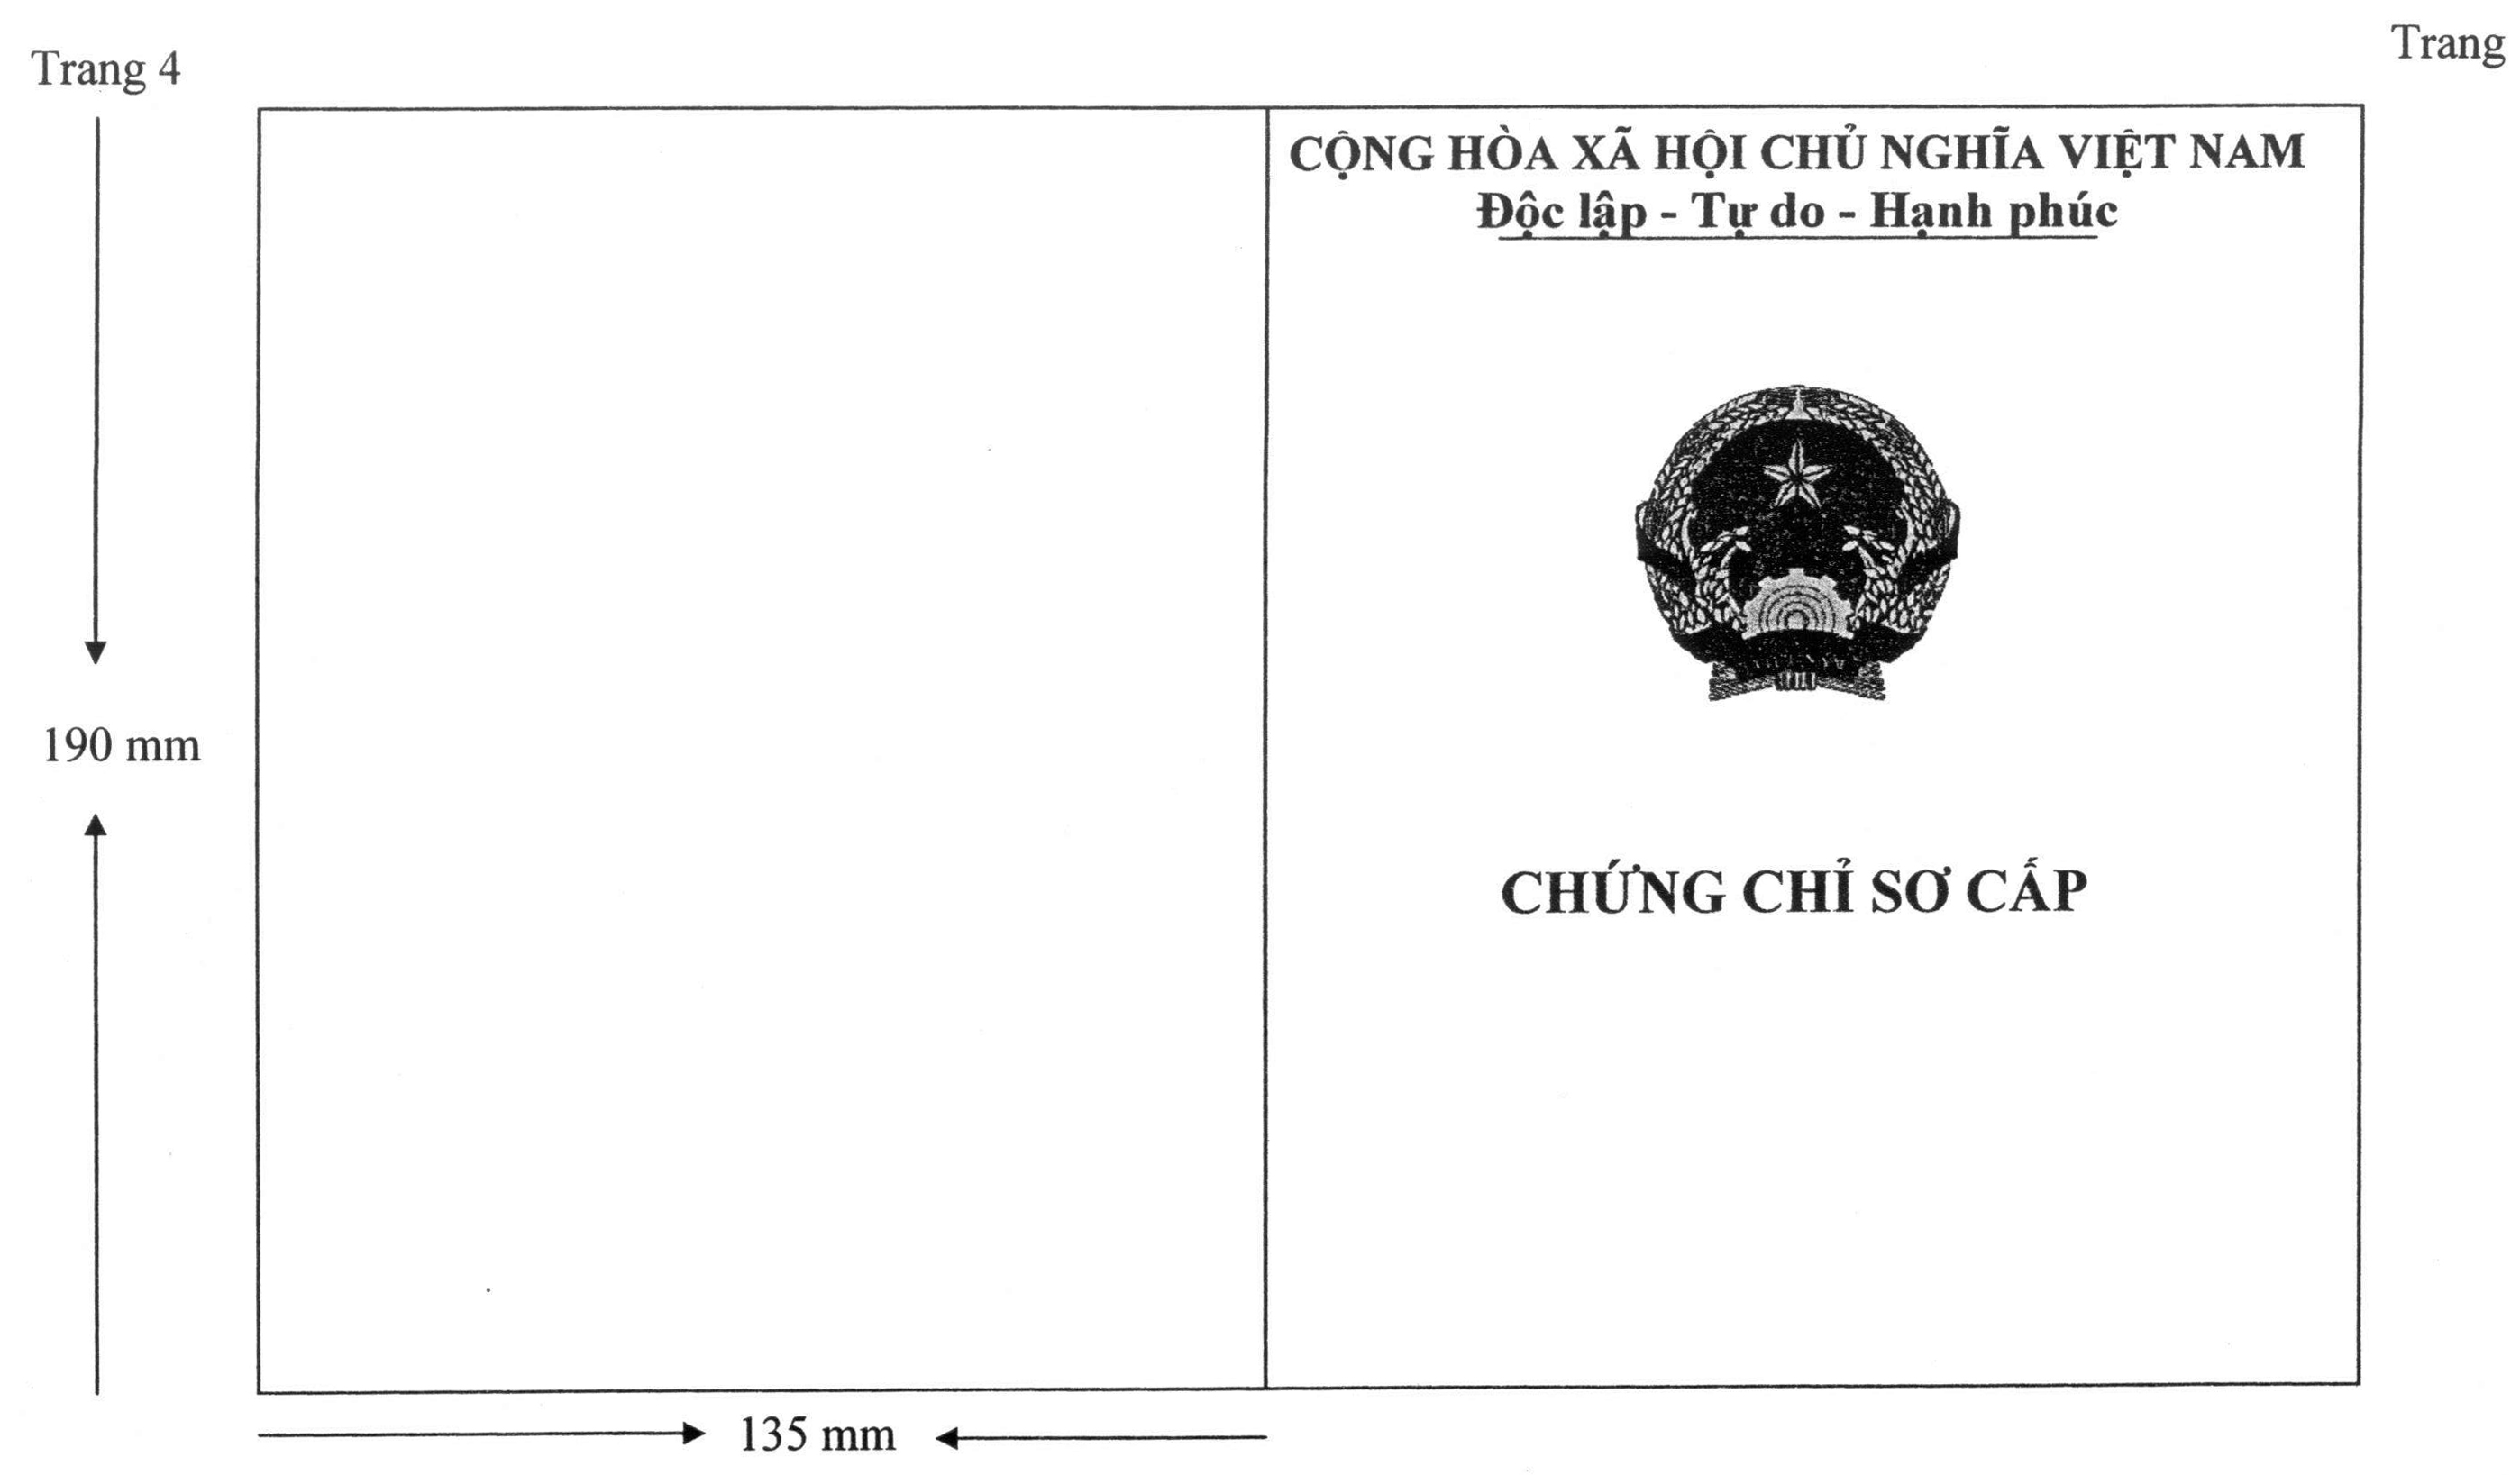 Trang 4
Trang
CỘNG HÒA XÃ HỘI CHỦ NGHĨA VIỆT NAM
Độc lập - Tự do - Hạnh phúc
190 mm
CHỨNG CHỈ SƠ CẤP
135 mm